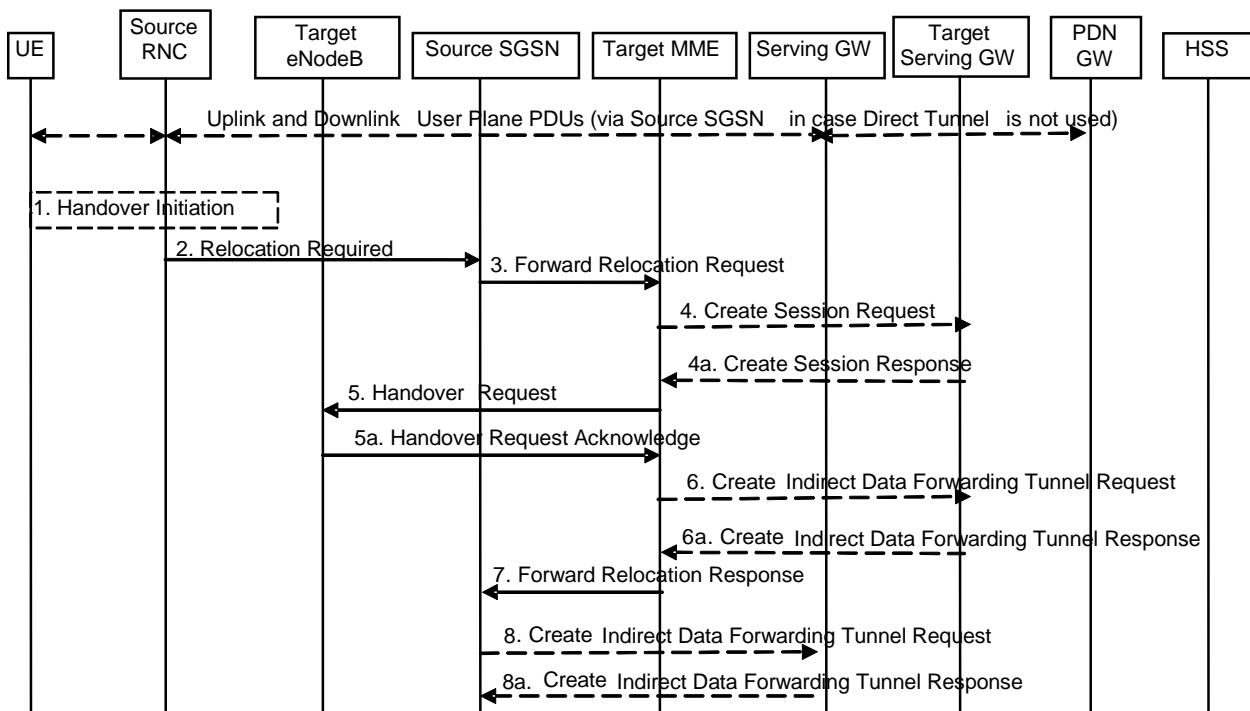 UE
Source
RNC
Target
eNodeB
Source SGSN
Target MME
Serving GW
Target
Serving GW
PDN
GW
HSS
Uplink and Downlink User Plane PDUs (via Source SGSN in case Direct Tunnel is not used)
1. Handover Initiation
2. Relocation Required
3. Forward Relocation Request
4. Create Session Request
4a. Create Session Response
5. Handover Request
5a. Handover Request Acknowledge
6. Create Indirect Data Forwarding Tunnel Request
6a. Create Indirect Data Forwarding Tunnel Response
7. Forward Relocation Response
8. Create Indirect Data Forwarding Tunnel Request
8a. Create Indirect Data Forwarding Tunnel Response